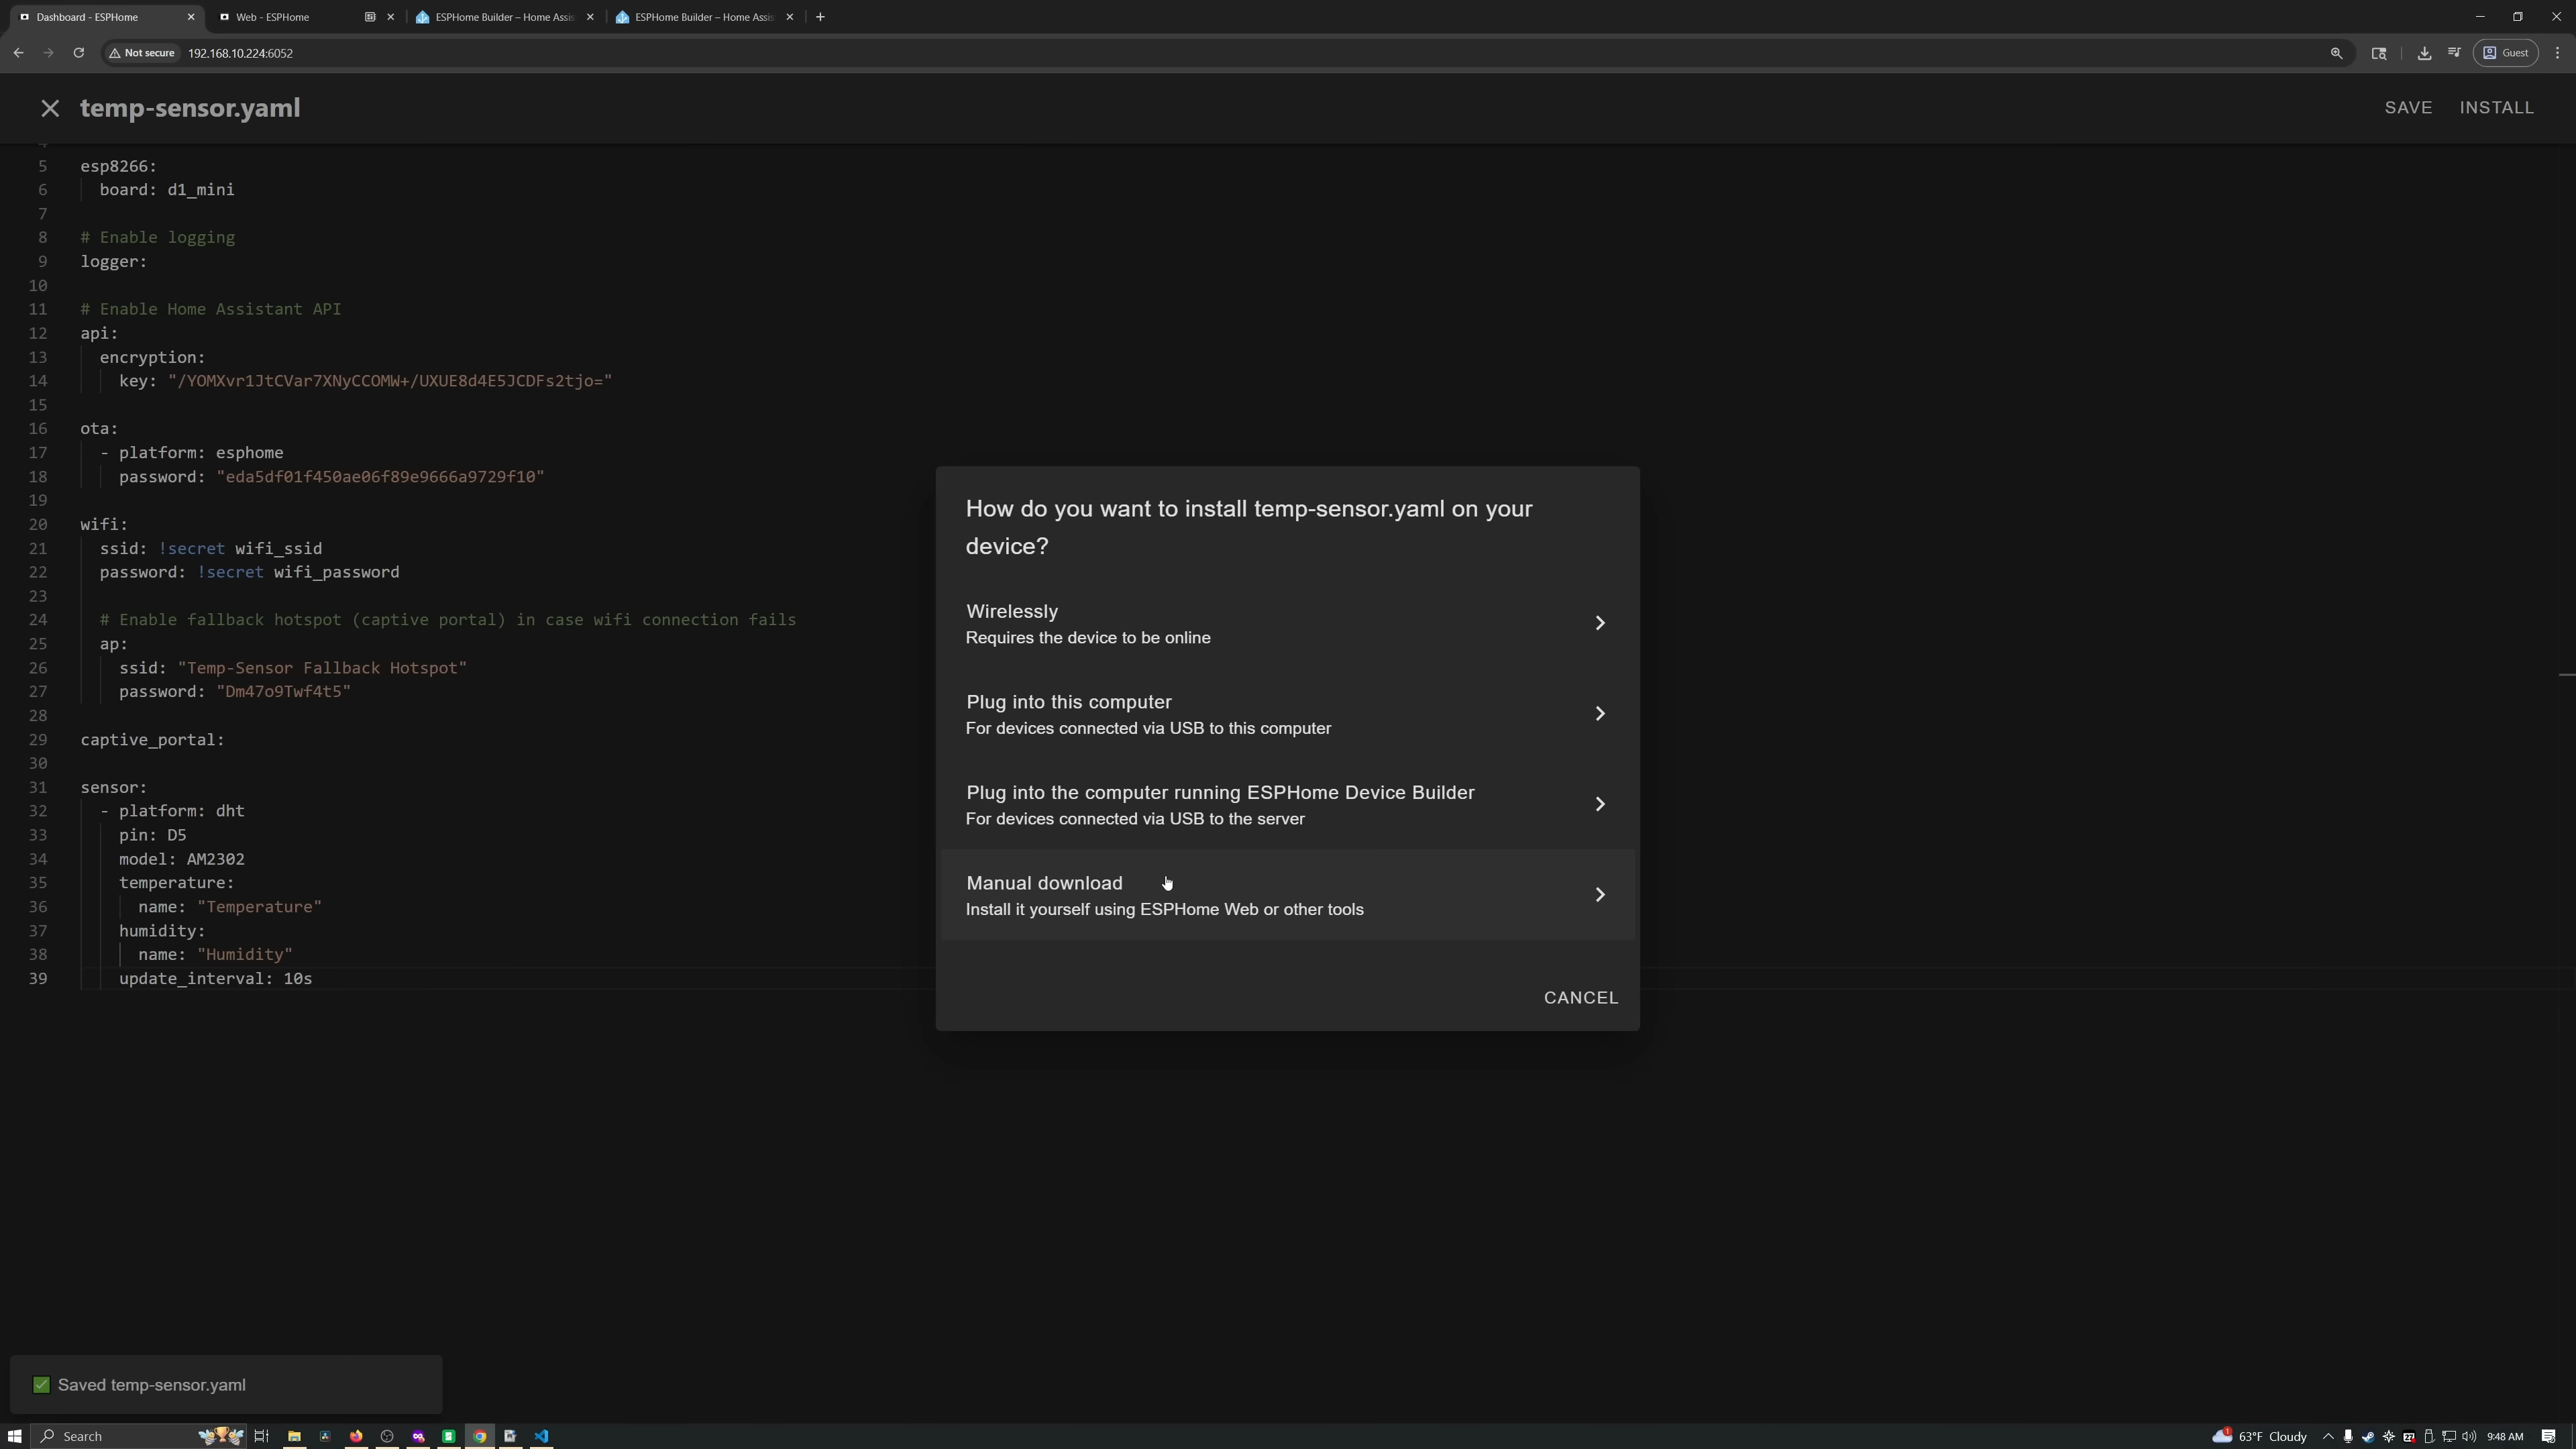 Dashboard - ESPHome
Web - ESPHome
ESPHome Builder – Home Assis
ESPHome Builder – Home Assis
Not secure
192.168.10.224:6052
Guest
temp-sensor.yaml
SAVE
INSTALL
5 esp8266:
6 board: d1_mini
7
8 # Enable logging
9 logger:
10
11 # Enable Home Assistant API
12 api:
13 encryption:
14 key: "/YOMXvr1JtCVar7XNyCCOMW+/UXUE8d4E5JCDFs2tjo="
15
16 ota:
17 - platform: esphome
18 password: "eda5df01f450ae06f89e9666a9729f10"
19
20 wifi:
21 ssid: !secret wifi_ssid
22 password: !secret wifi_password
23
24 # Enable fallback hotspot (captive portal) in case wifi connection fails
25 ap:
26 ssid: "Temp-Sensor Fallback Hotspot"
27 password: "Dm47o9Twf4t5"
28
29 captive_portal:
30
31 sensor:
32 - platform: dht
33 pin: D5
34 model: AM2302
35 temperature:
36 name: "Temperature"
37 humidity:
38 name: "Humidity"
39 update_interval: 10s
How do you want to install temp-sensor.yaml on your
device?
Wirelessly
Requires the device to be online
Plug into this computer
For devices connected via USB to this computer
Plug into the computer running ESPHome Device Builder
For devices connected via USB to the server
Manual download
Install it yourself using ESPHome Web or other tools
CANCEL
Saved temp-sensor.yaml
Search
63°F Cloudy
9:48 AM